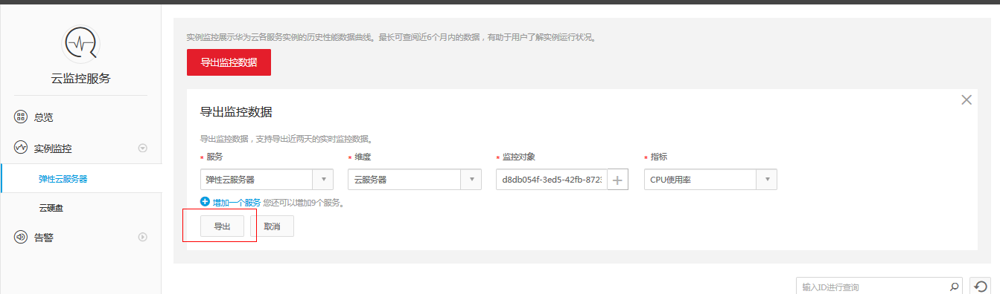 云监控服务
总览
实例监控
弹性云服务器
云硬盘
告警
实例监控展示华为云各服务实例的历史性能数据曲线。最长可查阅近6个月内的数据，有助于用户了解实例运行状况。
导出监控数据
导出监控数据
导出监控数据，支持导出近两天的实时监控数据。
* 服务 * 维度 * 监控对象 * 指标
弹性云服务器 云服务器 d8db054f-3ed5-42fb-872 CPU使用率
增加一个服务 您还可以增加9个服务。
导出 取消
输入ID进行查询